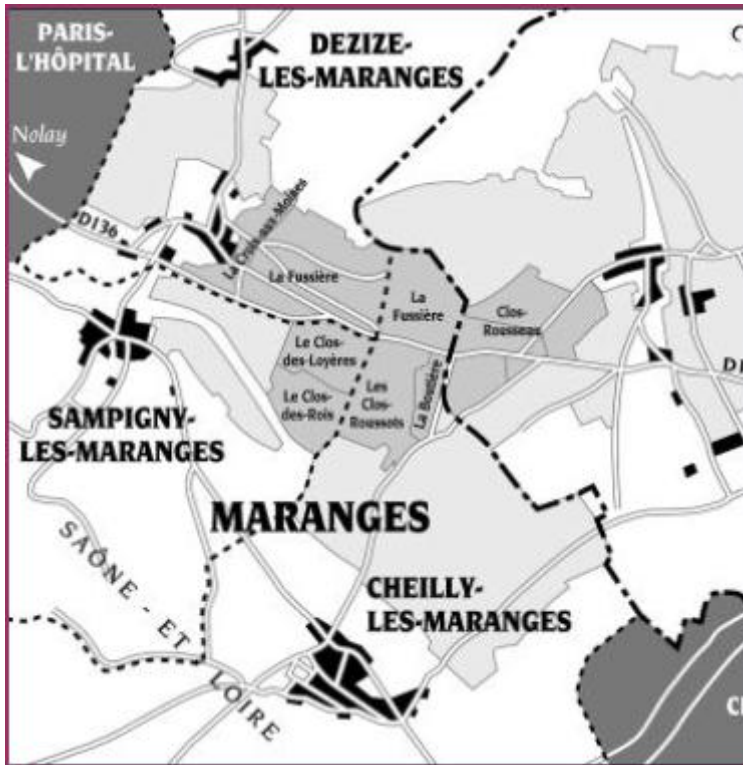 PARIS-
L'HÔPITAL
DEZIZE-
LES-MARANGES
Nolay
D136
La Croix-aux-Moines
La Fussière
La
Fussière
Clos-
Rousseau
Le Clos-
des-Loyères
Le Clos-
des-Rois
Les
Clos-
Roussots
La Boutière
SAMPIGNY-
LES-MARANGES
MARANGES
CHEILLY-
LES-MARANGES
SAÔNE - ET
LOIRE